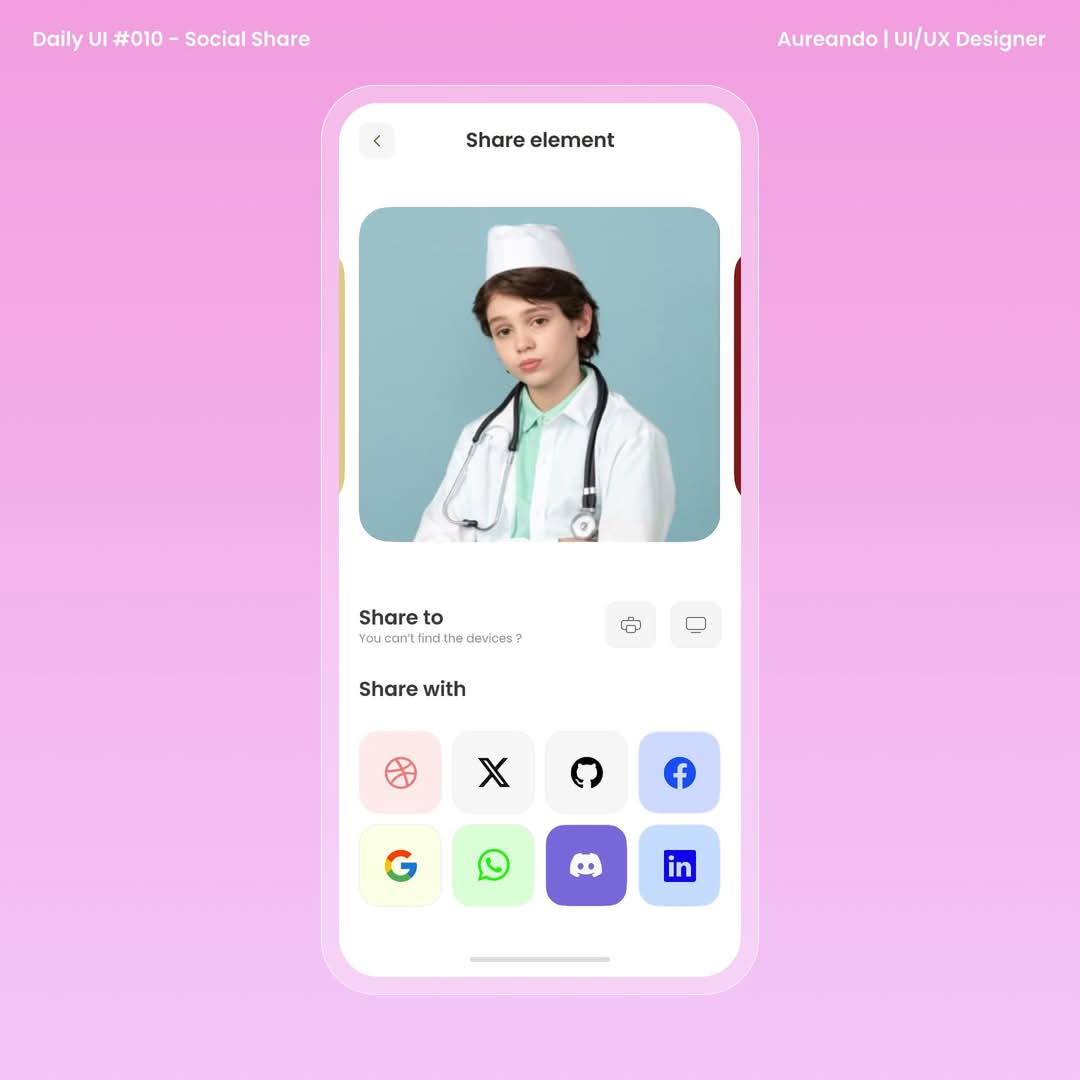 Daily UI #010 - Social Share
Aureando | UI/UX Designer
Share element
Share to
You can't find the devices ?
Share with